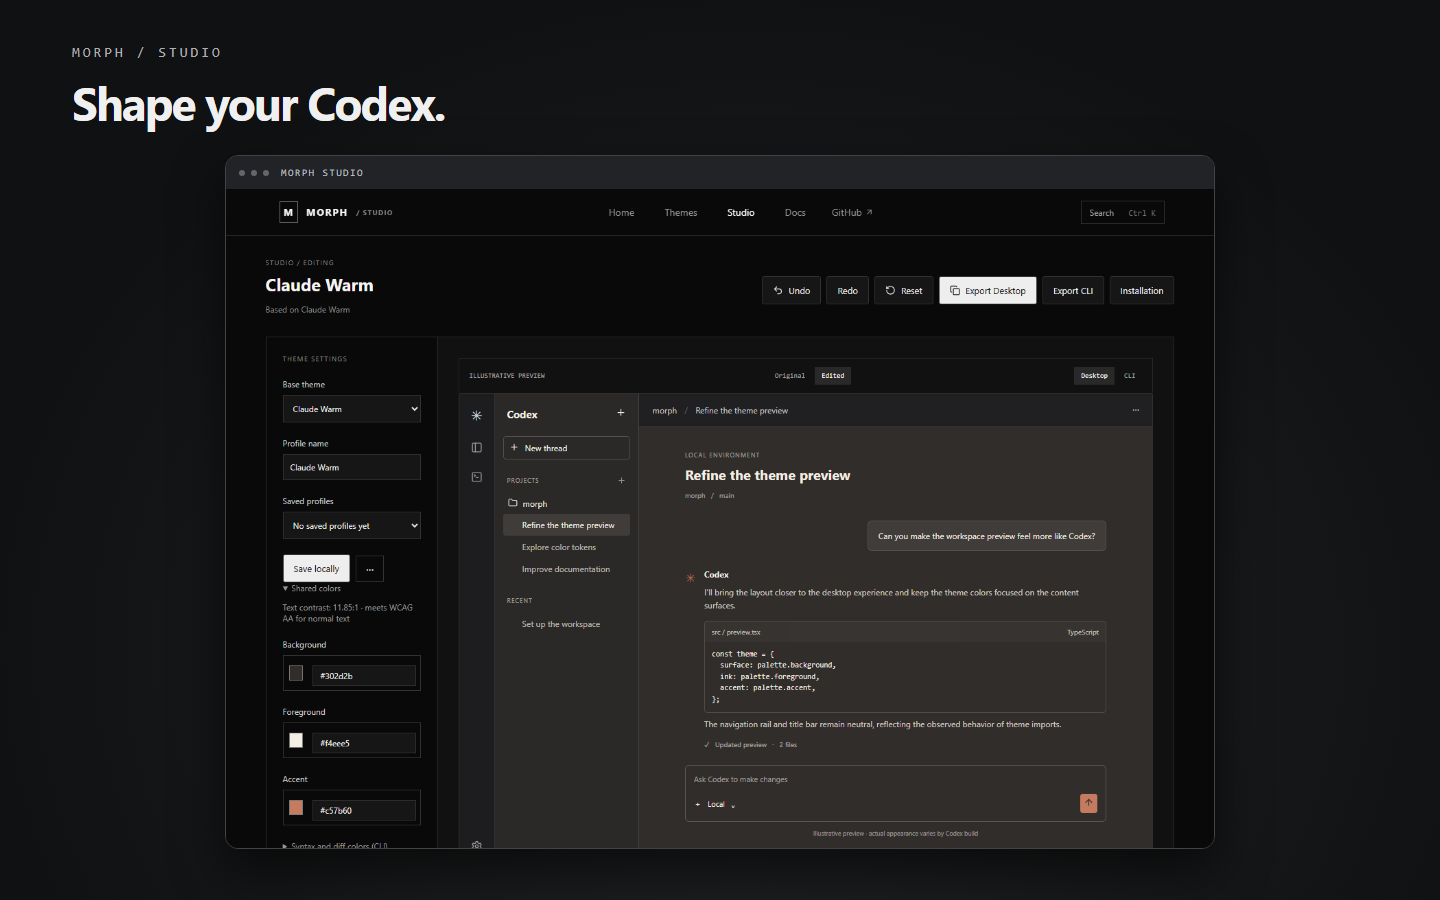 MORPH / STUDIO
Shape your Codex.
MORPH STUDIO
M MORPH / STUDIO
Home Themes Studio Docs GitHub ↗
Search Ctrl K
STUDIO / EDITING
Claude Warm
Based on Claude Warm
Undo Redo Reset Export Desktop Export CLI Installation
THEME SETTINGS
Base theme
Claude Warm
Profile name
Claude Warm
Saved profiles
No saved profiles yet
Save locally ...
▼ Shared colors
Text contrast: 11.85:1 · meets WCAG
AA for normal text
Background
#302d2b
Foreground
#f4eee5
Accent
#c57b60
▶ Syntax and diff colors (CLI)
ILLUSTRATIVE PREVIEW
Original Edited
Desktop CLI
Codex +
+ New thread
PROJECTS +
morph
Refine the theme preview
Explore color tokens
Improve documentation
RECENT
Set up the workspace
morph / Refine the theme preview ...
LOCAL ENVIRONMENT
Refine the theme preview
morph / main
Can you make the workspace preview feel more like Codex?
Codex
I'll bring the layout closer to the desktop experience and keep the theme colors focused on the content
surfaces.
src / preview.tsx TypeScript
const theme = {
surface: palette.background,
ink: palette.foreground,
accent: palette.accent,
};
The navigation rail and title bar remain neutral, reflecting the observed behavior of theme imports.
✓ Updated preview · 2 files
Ask Codex to make changes
+ Local ⌄
Illustrative preview · actual appearance varies by Codex build